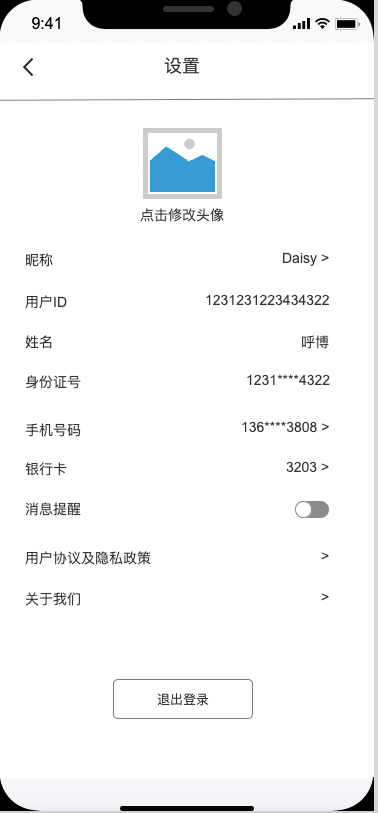 9:41
设置
点击修改头像
昵称 Daisy >
用户ID 1231231223434322
姓名 呼博
身份证号 1231****4322
手机号码 136****3808 >
银行卡 3203 >
消息提醒
用户协议及隐私政策 >
关于我们 >
退出登录